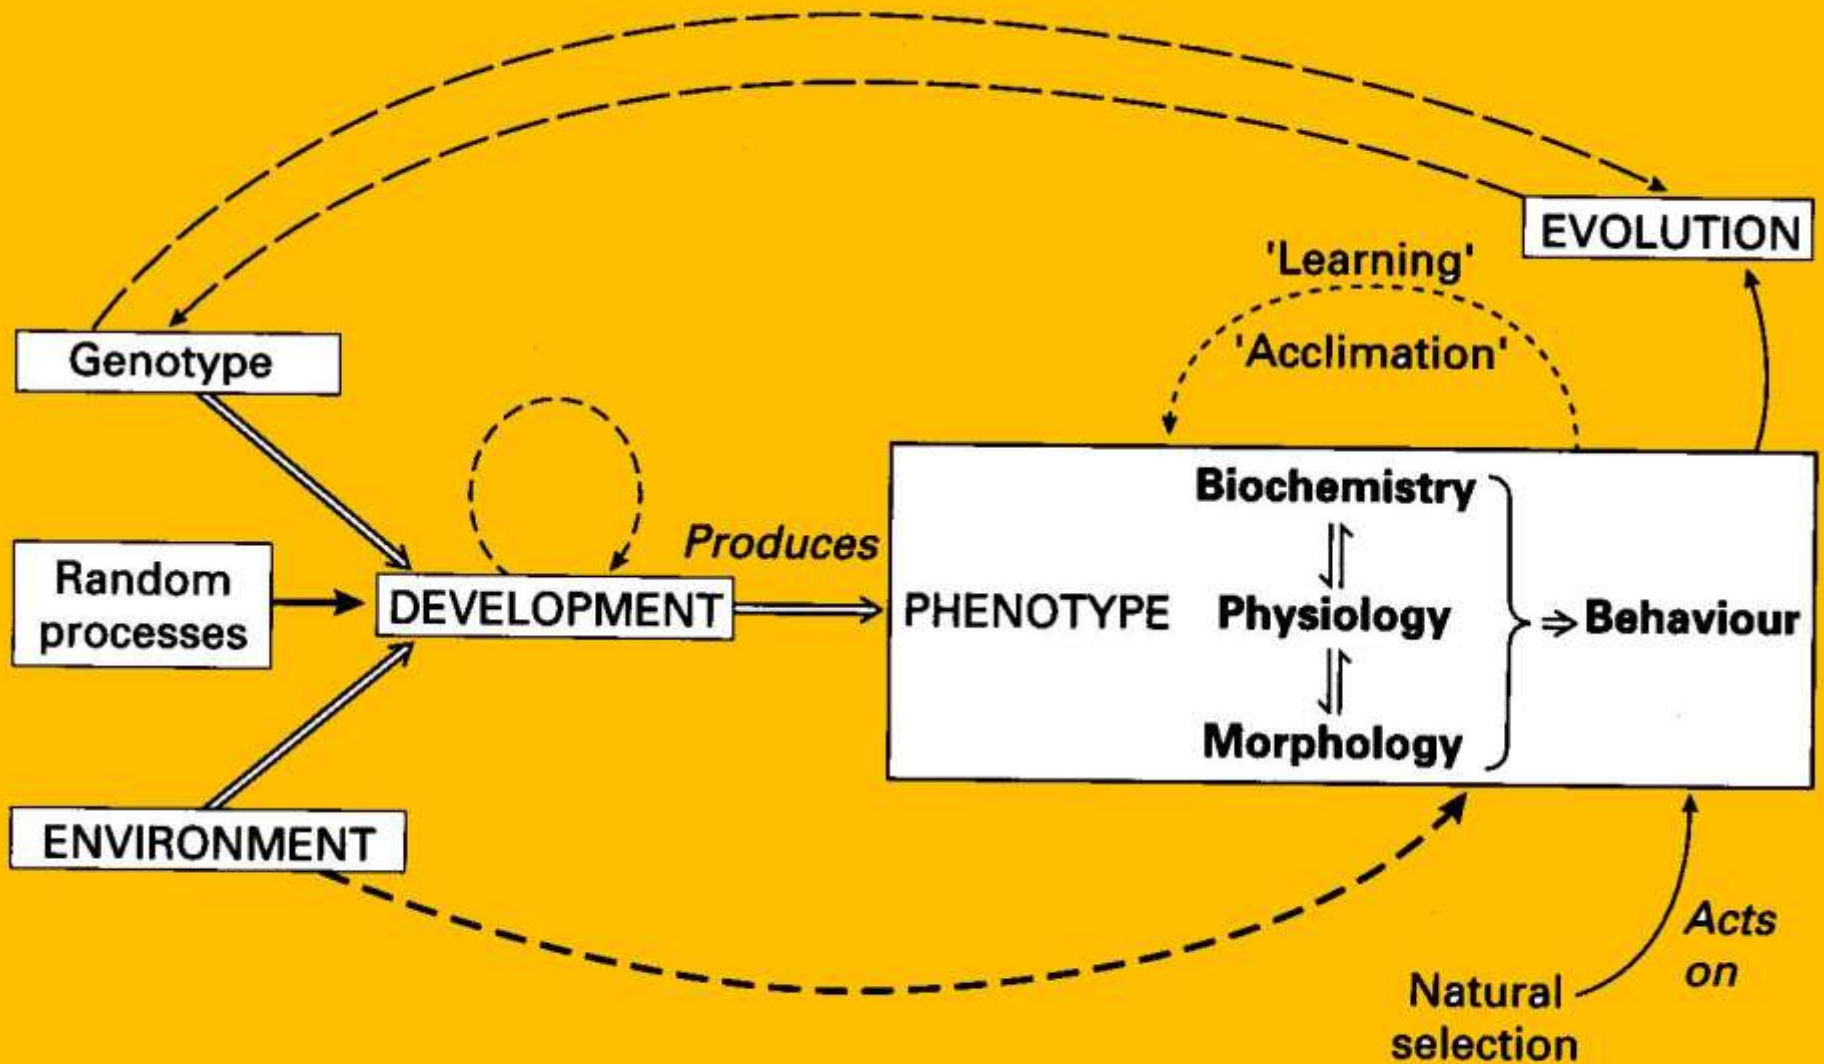 EVOLUTION
'Learning'
'Acclimation'
Genotype
Random
processes
DEVELOPMENT
Produces
PHENOTYPE
Biochemistry
Physiology
Morphology
Behaviour
ENVIRONMENT
Acts
on
Natural
selection